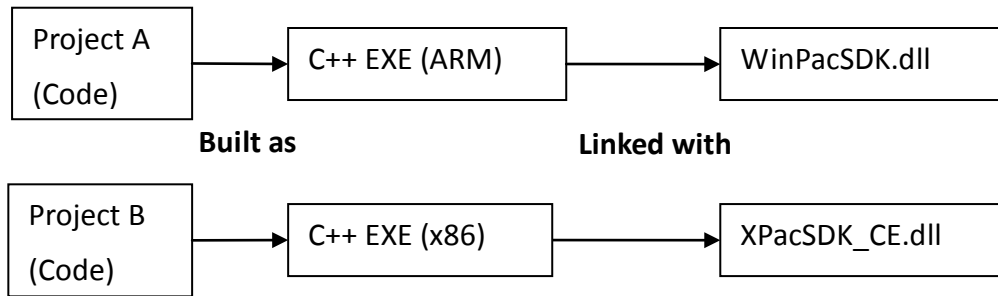 Project A
(Code)
C++ EXE (ARM)
WinPacSDK.dll
Built as
Linked with
Project B
(Code)
C++ EXE (x86)
XPacSDK_CE.dll